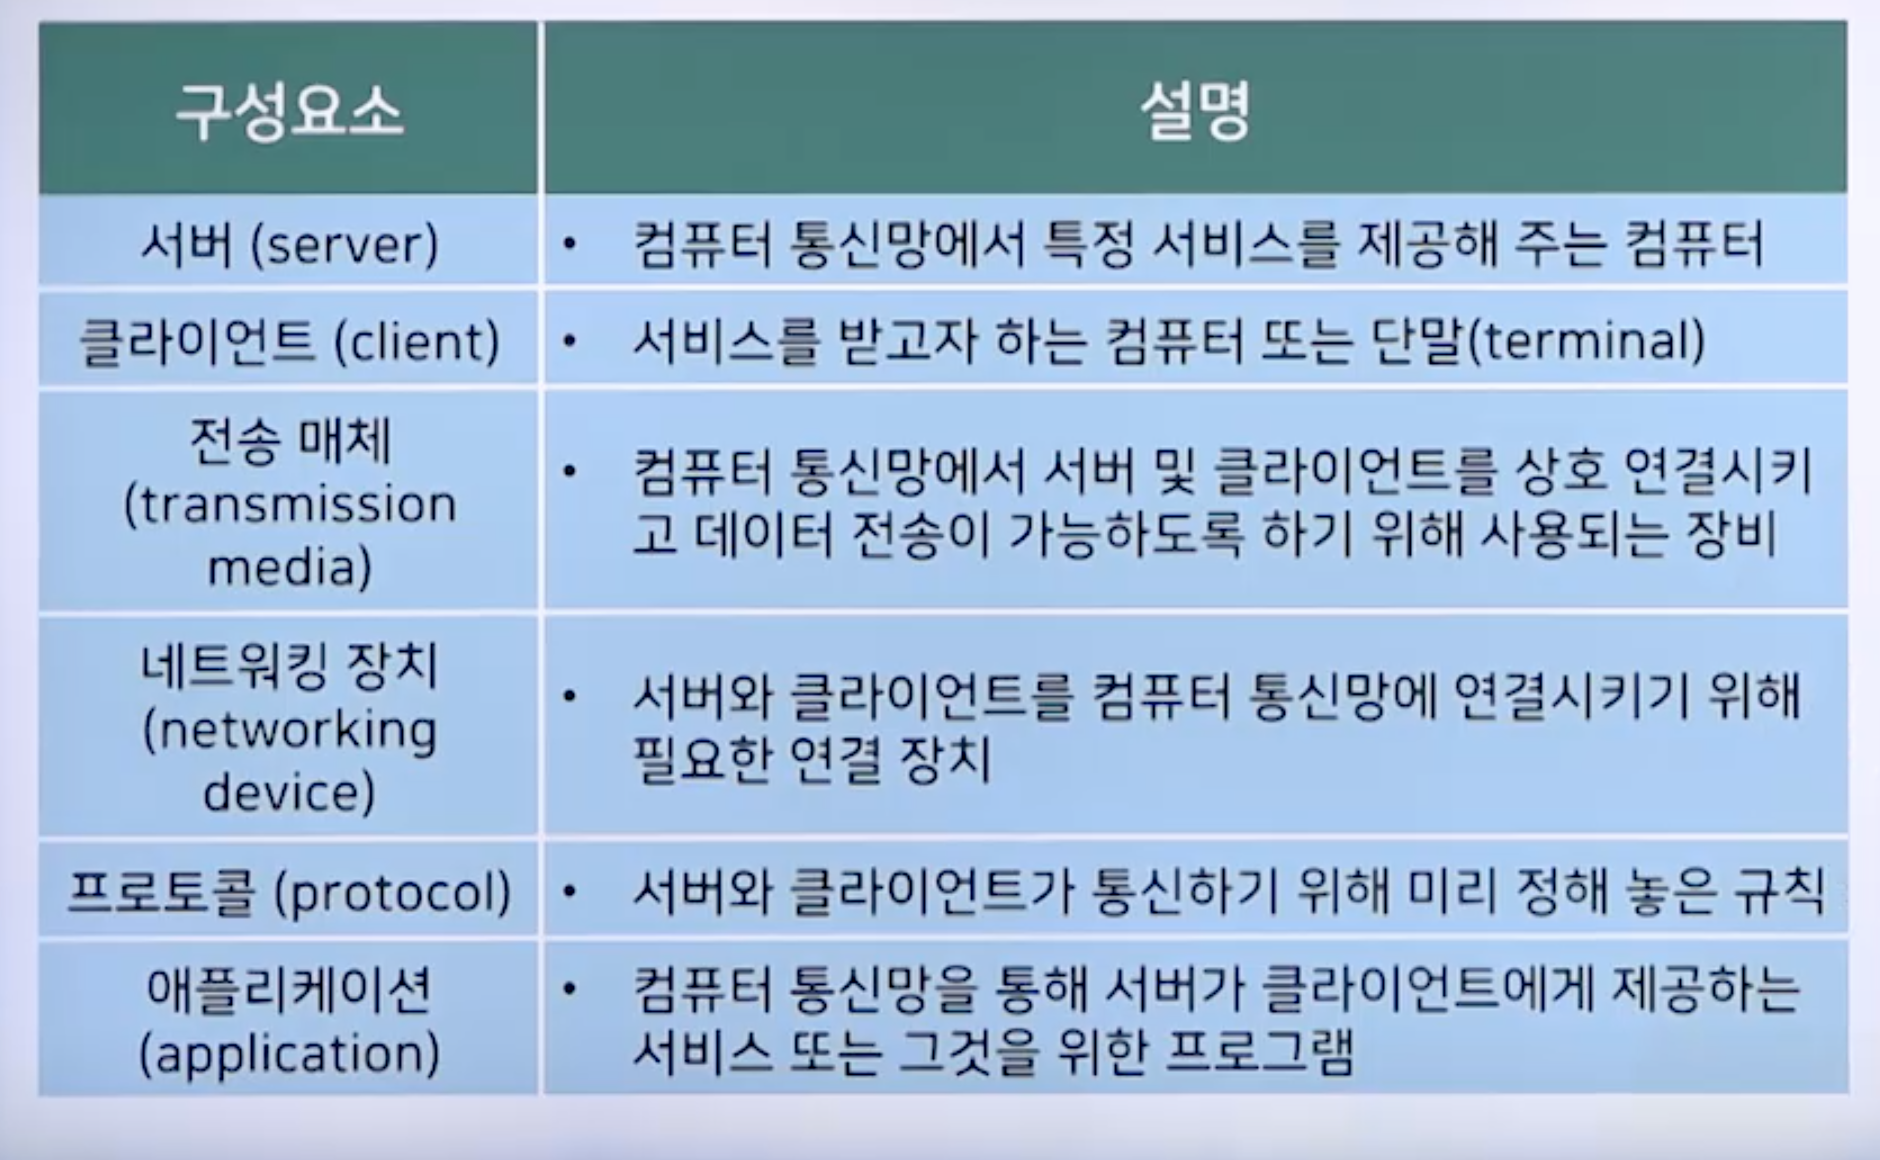 구성요소
설명
서버 (server)
• 컴퓨터 통신망에서 특정 서비스를 제공해 주는 컴퓨터
클라이언트 (client)
• 서비스를 받고자 하는 컴퓨터 또는 단말(terminal)
전송 매체
(transmission
media)
• 컴퓨터 통신망에서 서버 및 클라이언트를 상호 연결시키
고 데이터 전송이 가능하도록 하기 위해 사용되는 장비
네트워킹 장치
(networking
device)
• 서버와 클라이언트를 컴퓨터 통신망에 연결시키기 위해
필요한 연결 장치
프로토콜 (protocol)
• 서버와 클라이언트가 통신하기 위해 미리 정해 놓은 규칙
애플리케이션
(application)
• 컴퓨터 통신망을 통해 서버가 클라이언트에게 제공하는
서비스 또는 그것을 위한 프로그램